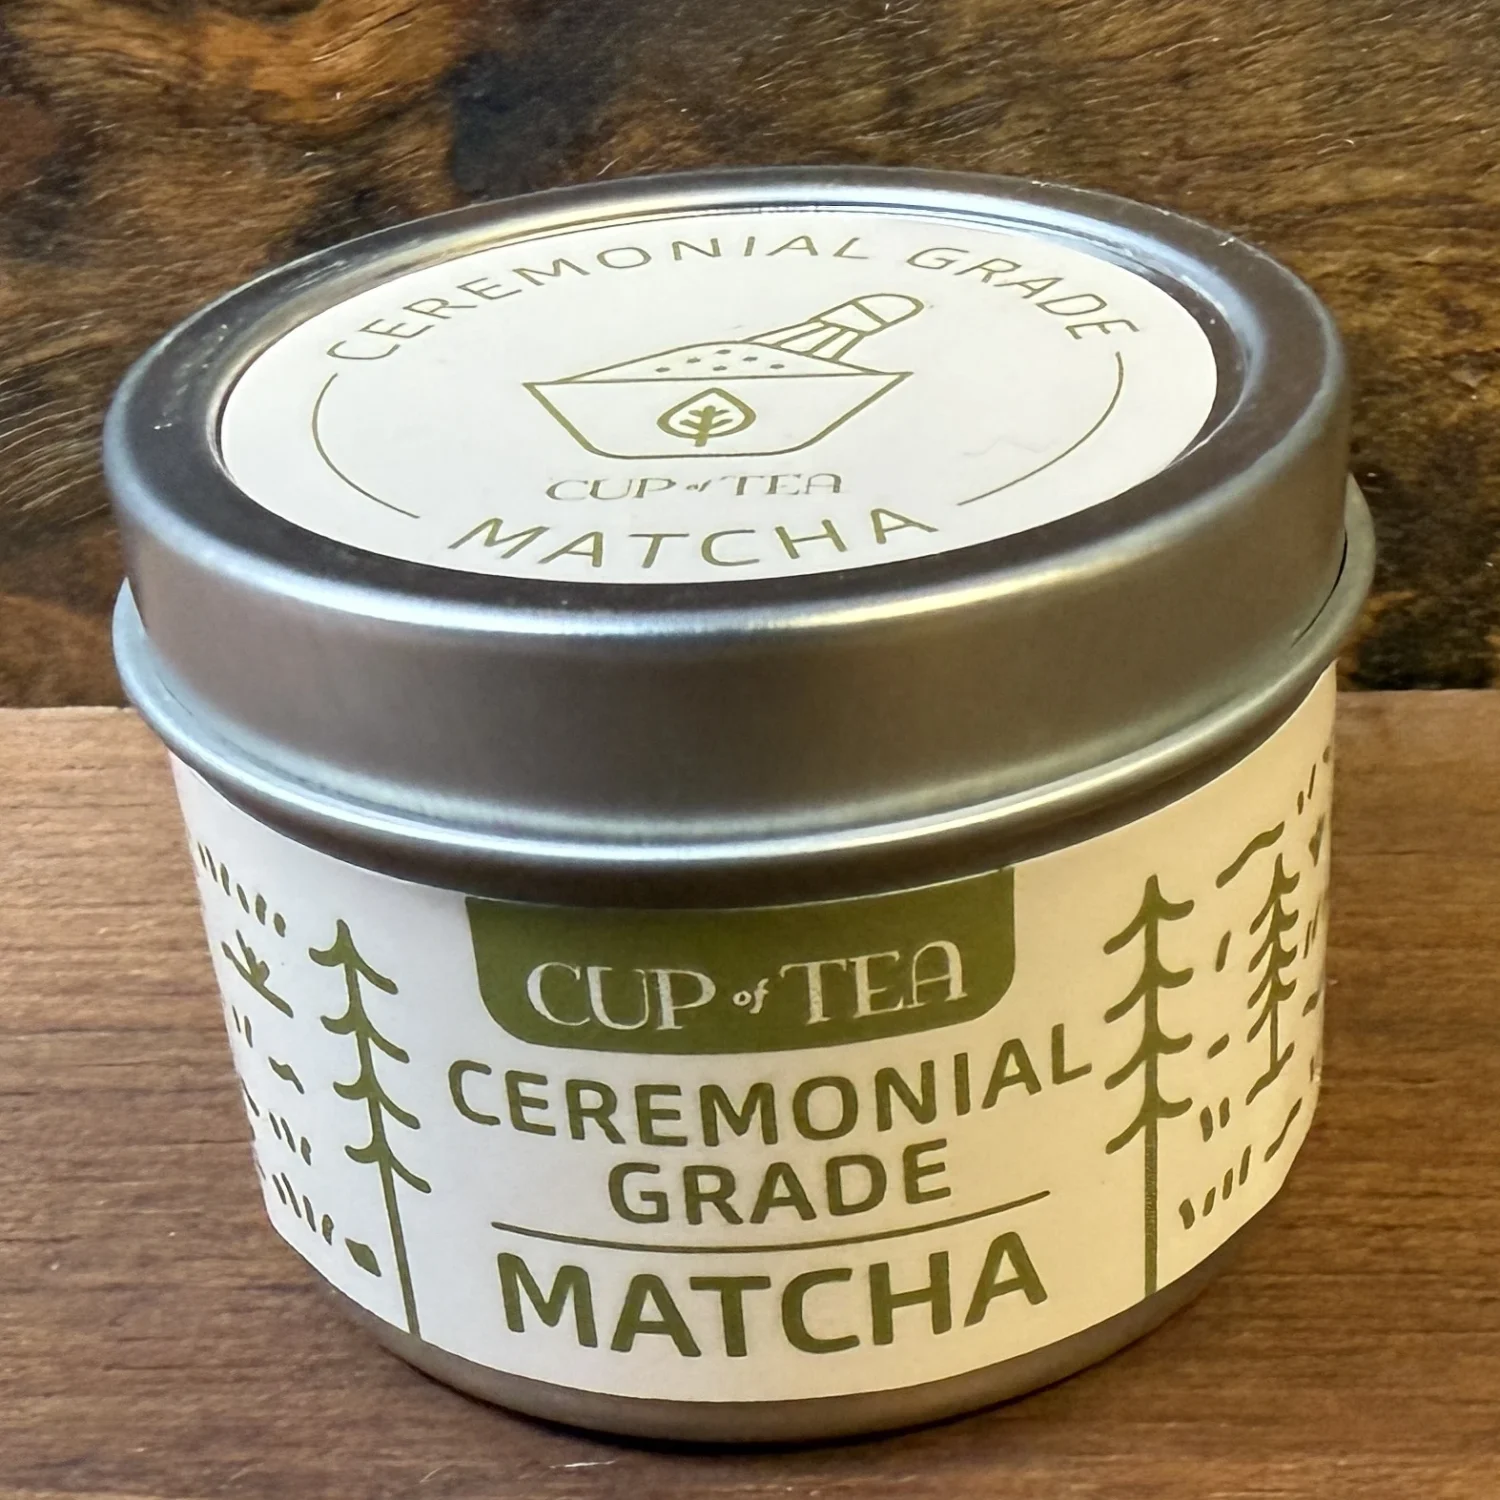 CEREMONIAL GRADE
CUP of TEA
MATCHA
CUP of TEA
CEREMONIAL
GRADE
MATCHA